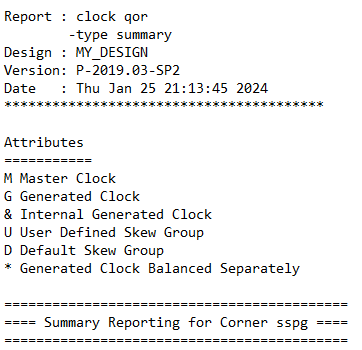 Report : clock qor
        -type summary
Design : MY_DESIGN
Version: P-2019.03-SP2
Date   : Thu Jan 25 21:13:45 2024
****************************************

Attributes
===========
M Master Clock
G Generated Clock
& Internal Generated Clock
U User Defined Skew Group
D Default Skew Group
* Generated Clock Balanced Separately

===========================================
==== Summary Reporting for Corner sspg ====
===========================================